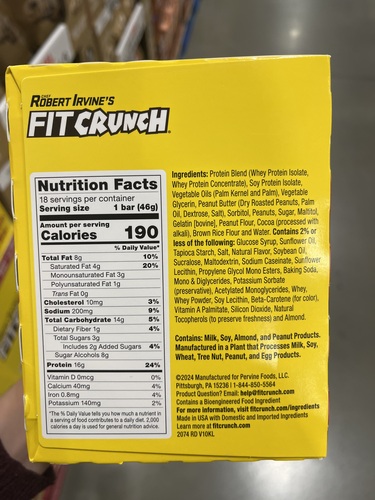 CHEF
ROBERT IRVINE'S
FITCRUNCH
Nutrition Facts
18 servings per container
Serving size 1 bar (46g)
Amount per serving
Calories 190
% Daily Value*
Total Fat 8g 10%
Saturated Fat 4g 20%
Monounsaturated Fat 3g
Polyunsaturated Fat 1g
Trans Fat 0g
Cholesterol 10mg 3%
Sodium 200mg 9%
Total Carbohydrate 14g 5%
Dietary Fiber 1g 4%
Total Sugars 3g
Includes 2g Added Sugars 4%
Sugar Alcohols 8g
Protein 16g 24%
Vitamin D 0mcg 0%
Calcium 40mg 4%
Iron 0.8mg 4%
Potassium 140mg 2%
*The % Daily Value tells you how much a nutrient in
a serving of food contributes to a daily diet. 2,000
calories a day is used for general nutrition advice.
Ingredients: Protein Blend (Whey Protein Isolate,
Whey Protein Concentrate), Soy Protein Isolate,
Vegetable Oils (Palm Kernel and Palm), Vegetable
Glycerin, Peanut Butter (Dry Roasted Peanuts, Palm
Oil, Dextrose, Salt), Sorbitol, Peanuts, Sugar, Maltitol,
Gelatin [bovine], Peanut Flour, Cocoa (processed with
alkali), Brown Rice Flour and Water. Contains 2% or
less of the following: Glucose Syrup, Sunflower Oil,
Tapioca Starch, Salt, Natural Flavor, Soybean Oil,
Sucralose, Maltodextrin, Sodium Caseinate, Sunflower
Lecithin, Propylene Glycol Mono Esters, Baking Soda,
Mono & Diglycerides, Potassium Sorbate
(preservative), Acetylated Monoglycerides, Whey,
Whey Powder, Soy Lecithin, Beta-Carotene (for color),
Vitamin A Palmitate, Silicon Dioxide, Natural
Tocopherols (to preserve freshness) and Almond.
Contains: Milk, Soy, Almond, and Peanut Products.
Manufactured in a Plant that Processes Milk, Soy,
Wheat, Tree Nut, Peanut, and Egg Products.
©2024 Manufactured for Pervine Foods, LLC.
Pittsburgh, PA 15238 | 1-844-850-5564
Product Question? Email: help@fitcrunch.com
Contains a Bioengineered Food Ingredient
For more information, visit fitcrunch.com/ingredients
Made in USA with Domestic and Imported Ingredients
Learn more at fitcrunch.com
2074 RD V10KL